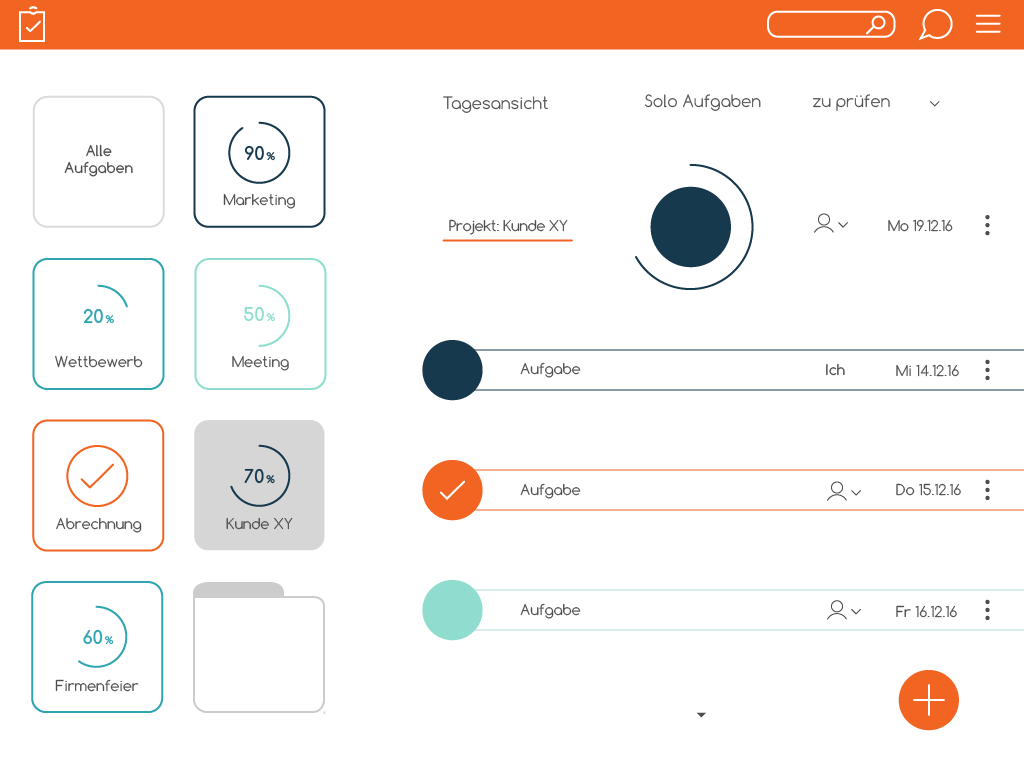 Tagesansicht
Solo Aufgaben
zu prüfen
Alle
Aufgaben
90%
Marketing
Projekt: Kunde XY
Mo 19.12.16
20%
Wettbewerb
50%
Meeting
Aufgabe
Ich
Mi 14.12.16
Abrechnung
70%
Kunde XY
Aufgabe
Do 15.12.16
60%
Firmenfeier
Aufgabe
Fr 16.12.16